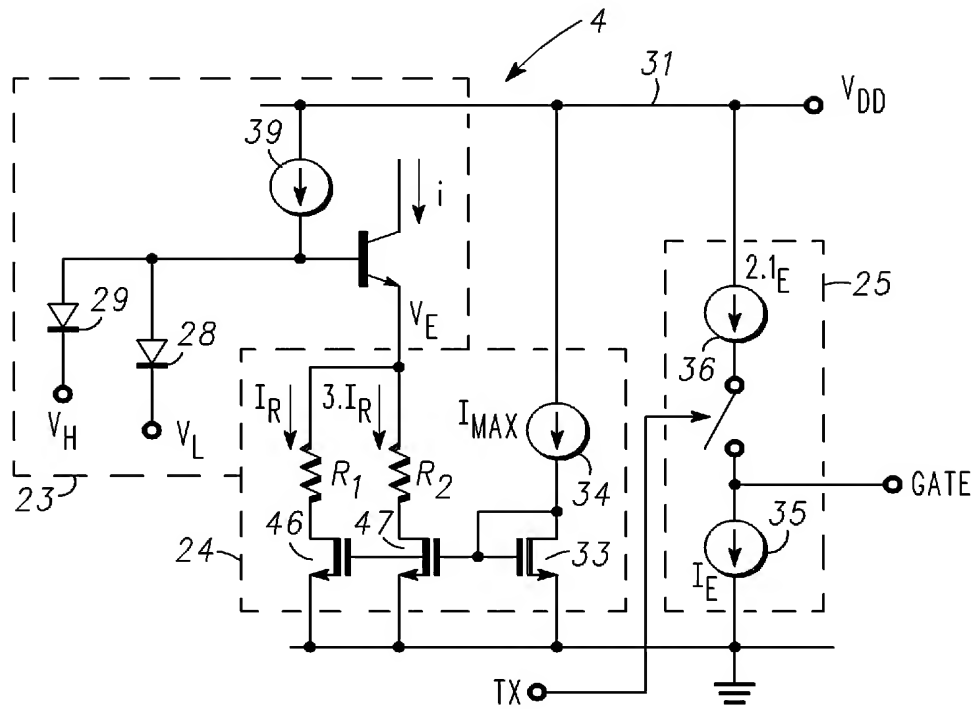 4
31
V_DD
39
i
2.1_E
25
29
28
V_E
36
V_H
V_L
I_R
3.I_R
I_MAX
34
R_1
R_2
GATE
23
24
46
47
33
35
I_E
TX